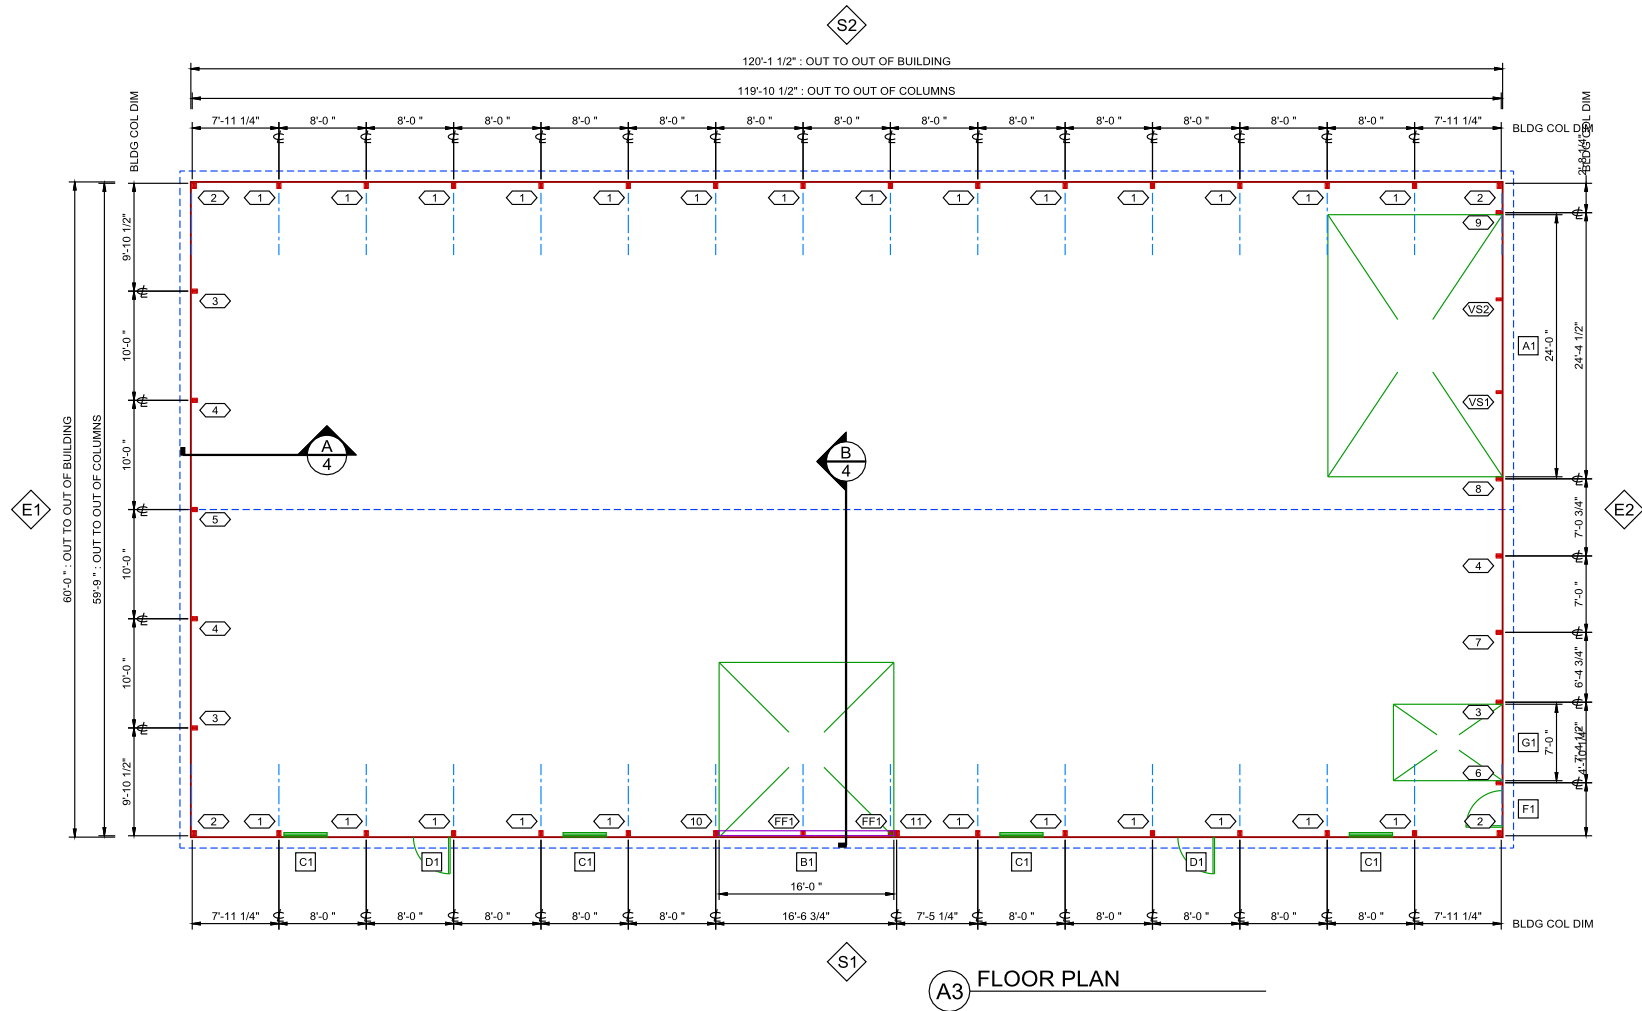 S2
120'-1 1/2" : OUT TO OUT OF BUILDING
119'-10 1/2" : OUT TO OUT OF COLUMNS
BLDG COL DIM
7'-11 1/4" 8'-0 " 8'-0 " 8'-0 " 8'-0 " 8'-0 " 8'-0 " 8'-0 " 8'-0 " 8'-0 " 8'-0 " 8'-0 " 8'-0 " 8'-0 " 7'-11 1/4"
BLDG COL DIM
BLDG COL DIM
2 1 1 1 1 1 1 1 1 1 1 1 1 1 1 2
9
9'-10 1/2"
3
VS2
A1
24'-0 "
24'-4 1/2"
10'-0 "
4
VS1
10'-0 "
A
4
B
4
8
E1
60'-0 " : OUT TO OUT OF BUILDING
59'-9 " : OUT TO OUT OF COLUMNS
5
7'-0 3/4"
E2
10'-0 "
4
7'-0 "
4
7
10'-0 "
6'-4 3/4"
3
3
G1
7'-0 "
6
9'-10 1/2"
F1
2 1 1 1 1 1 10 FF1 FF1 11 1 1 1 1 1 1 2
C1 D1 C1 B1 C1 D1 C1
16'-0 "
7'-11 1/4" 8'-0 " 8'-0 " 8'-0 " 8'-0 " 8'-0 " 16'-6 3/4" 7'-5 1/4" 8'-0 " 8'-0 " 8'-0 " 8'-0 " 8'-0 " 7'-11 1/4"
BLDG COL DIM
S1
A3 FLOOR PLAN